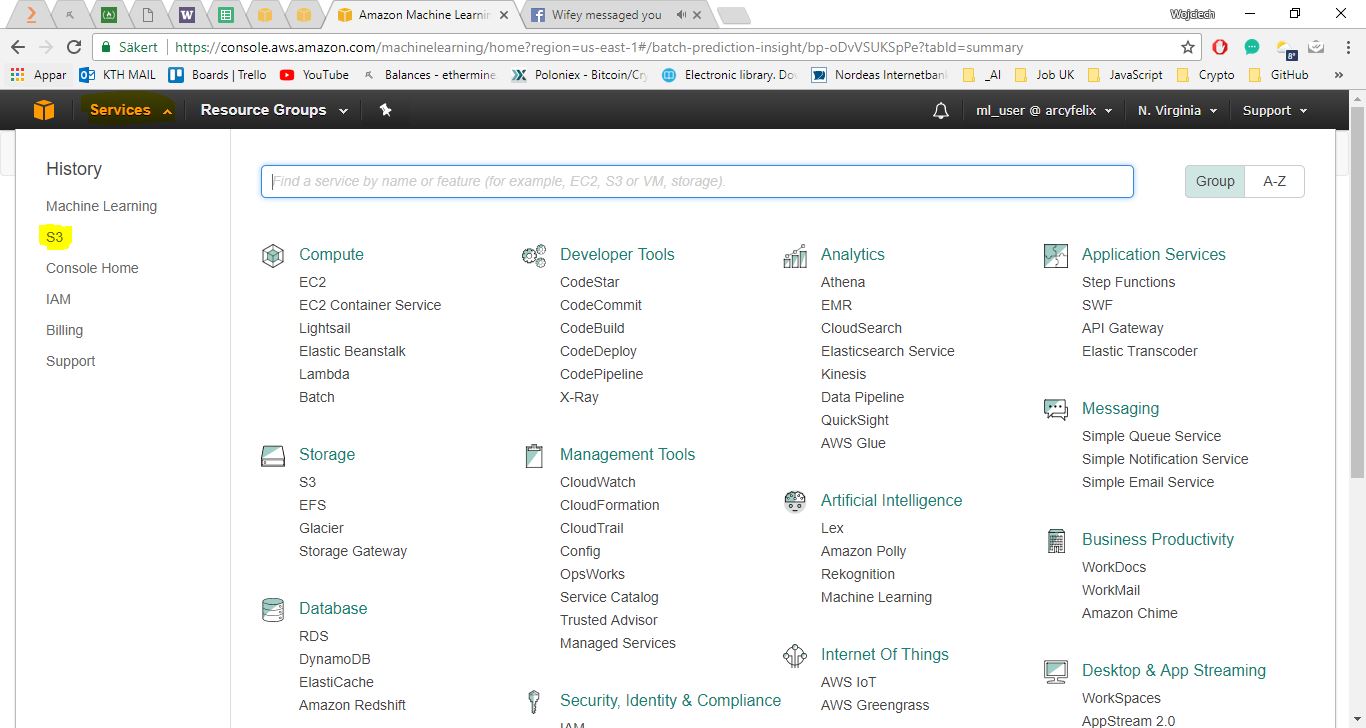 Amazon Machine Learnin
Wifey messaged you
Wojciech
Säkert
https://console.aws.amazon.com/machinelearning/home?region=us-east-1#/batch-prediction-insight/bp-oDvVSUKSpPe?tabId=summary
8°
Appar
KTH MAIL
Boards | Trello
YouTube
Balances - ethermine
Poloniex - Bitcoin/Cry
Electronic library. Do
Nordeas Internetban
_AI
Job UK
JavaScript
Crypto
GitHub
»
Services
Resource Groups
ml_user @ arcyfelix
N. Virginia
Support
History
Machine Learning
S3
Console Home
IAM
Billing
Support
Find a service by name or feature (for example, EC2, S3 or VM, storage).
Group
A-Z
Compute
EC2
EC2 Container Service
Lightsail
Elastic Beanstalk
Lambda
Batch
Storage
S3
EFS
Glacier
Storage Gateway
Database
RDS
DynamoDB
ElastiCache
Amazon Redshift
Developer Tools
CodeStar
CodeCommit
CodeBuild
CodeDeploy
CodePipeline
X-Ray
Management Tools
CloudWatch
CloudFormation
CloudTrail
Config
OpsWorks
Service Catalog
Trusted Advisor
Managed Services
Security, Identity & Compliance
IAM
Analytics
Athena
EMR
CloudSearch
Elasticsearch Service
Kinesis
Data Pipeline
QuickSight
AWS Glue
Artificial Intelligence
Lex
Amazon Polly
Rekognition
Machine Learning
Internet Of Things
AWS IoT
AWS Greengrass
Application Services
Step Functions
SWF
API Gateway
Elastic Transcoder
Messaging
Simple Queue Service
Simple Notification Service
Simple Email Service
Business Productivity
WorkDocs
WorkMail
Amazon Chime
Desktop & App Streaming
WorkSpaces
AppStream 2.0